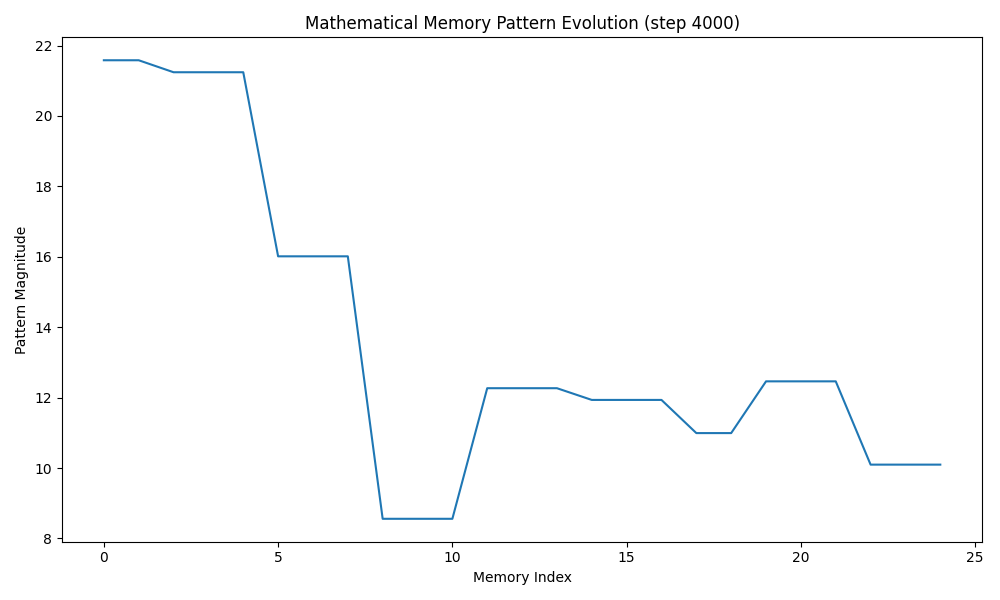 Mathematical Memory Pattern Evolution (step 4000)
22
20
18
16
14
12
10
8
Pattern Magnitude
0 5 10 15 20 25
Memory Index